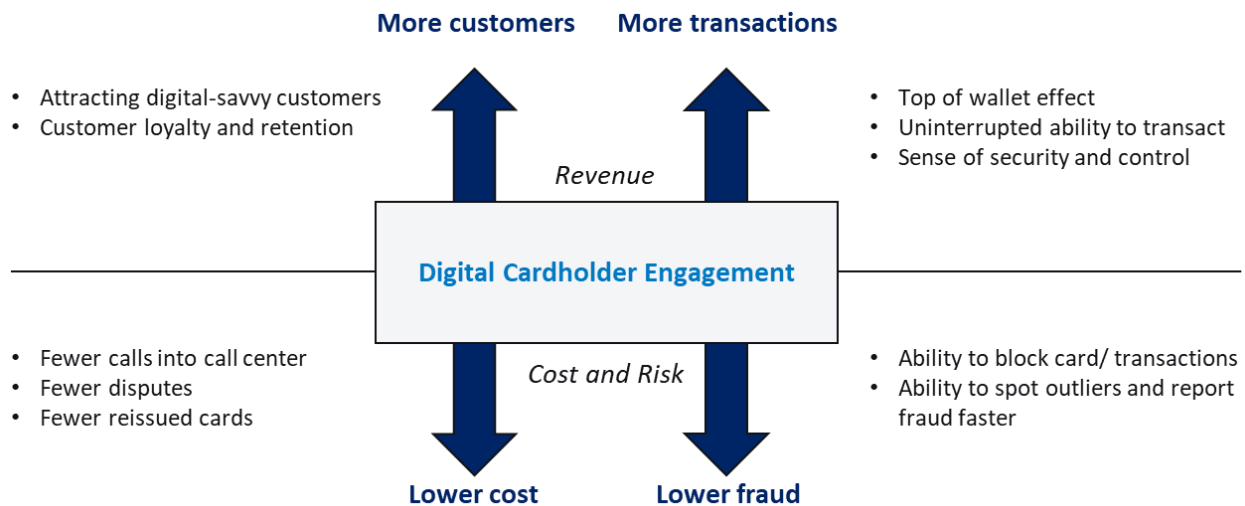 More customers
More transactions
• Attracting digital-savvy customers
• Customer loyalty and retention
• Top of wallet effect
• Uninterrupted ability to transact
• Sense of security and control
Revenue
Digital Cardholder Engagement
Cost and Risk
• Fewer calls into call center
• Fewer disputes
• Fewer reissued cards
• Ability to block card/ transactions
• Ability to spot outliers and report
fraud faster
Lower cost
Lower fraud